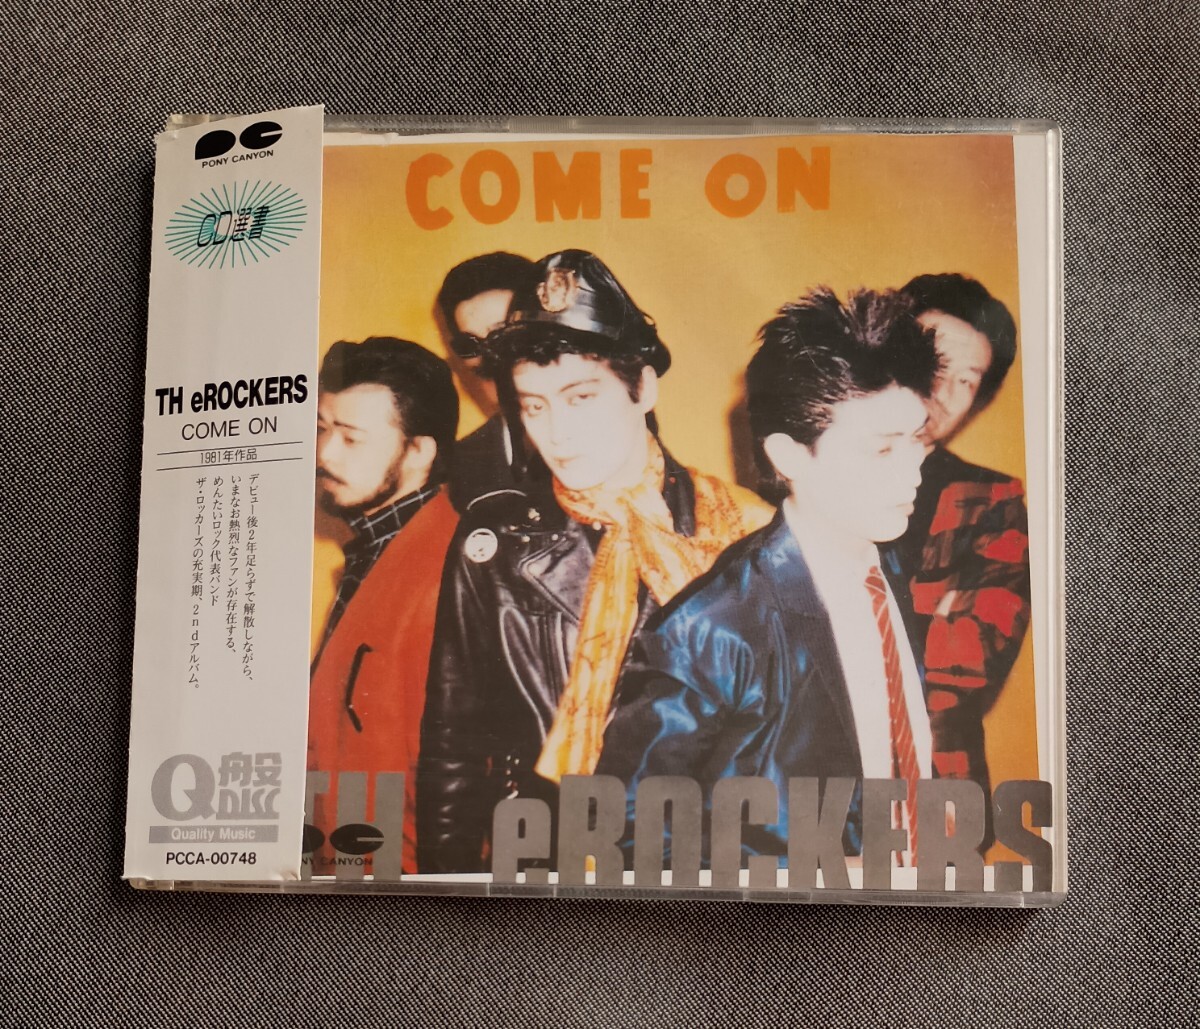 PONY CANYON
CD選書
TH eROCKERS
COME ON
1981年作品
デビュー後2年足らずで解散しながら、
いまなお熱烈なファンが存在する、
めんたいロック代表バンド
ザ・ロッカーズの充実期、2ndアルバム。
Q盤
DISC
Quality Music
PCCA-00748
COME ON
TH eROCKERS
PONY CANYON